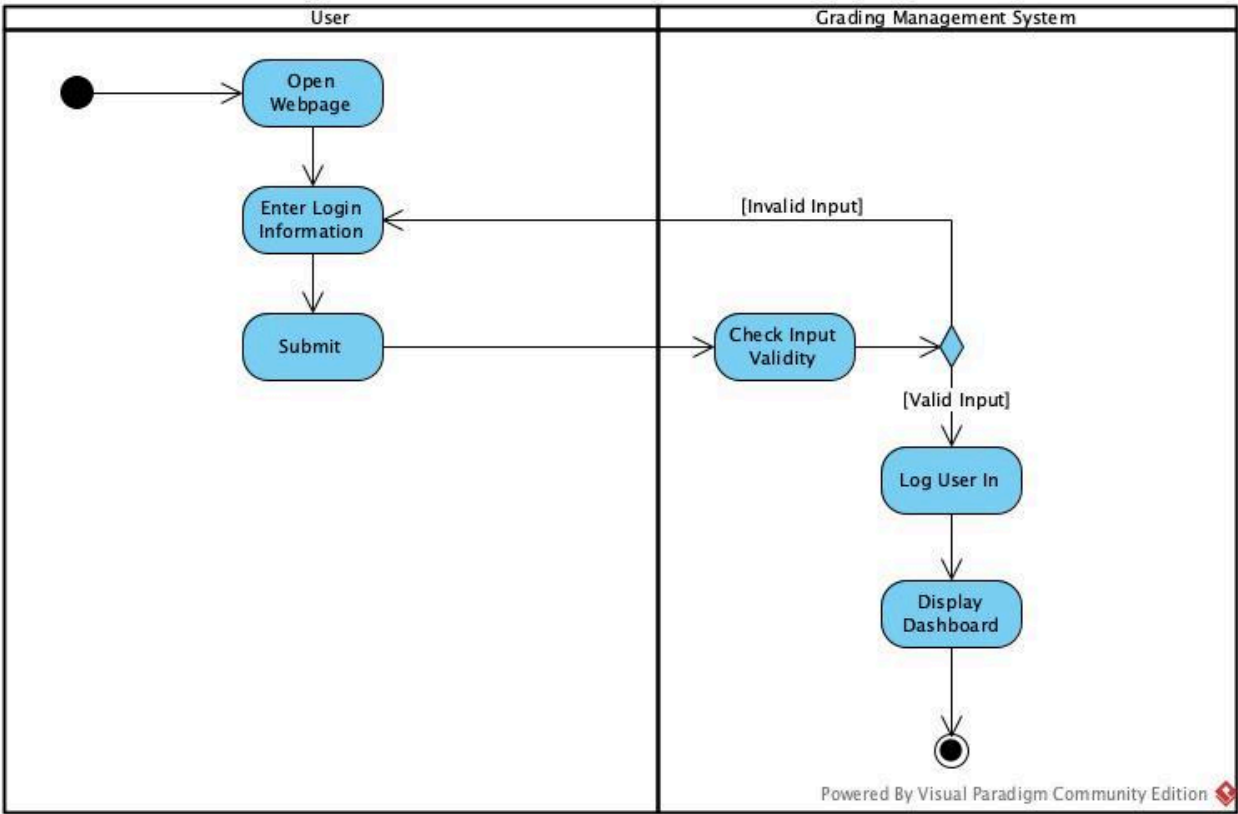 User
Grading Management System
Open
Webpage
Enter Login
Information
[Invalid Input]
Submit
Check Input
Validity
[Valid Input]
Log User In
Display
Dashboard
Powered By Visual Paradigm Community Edition